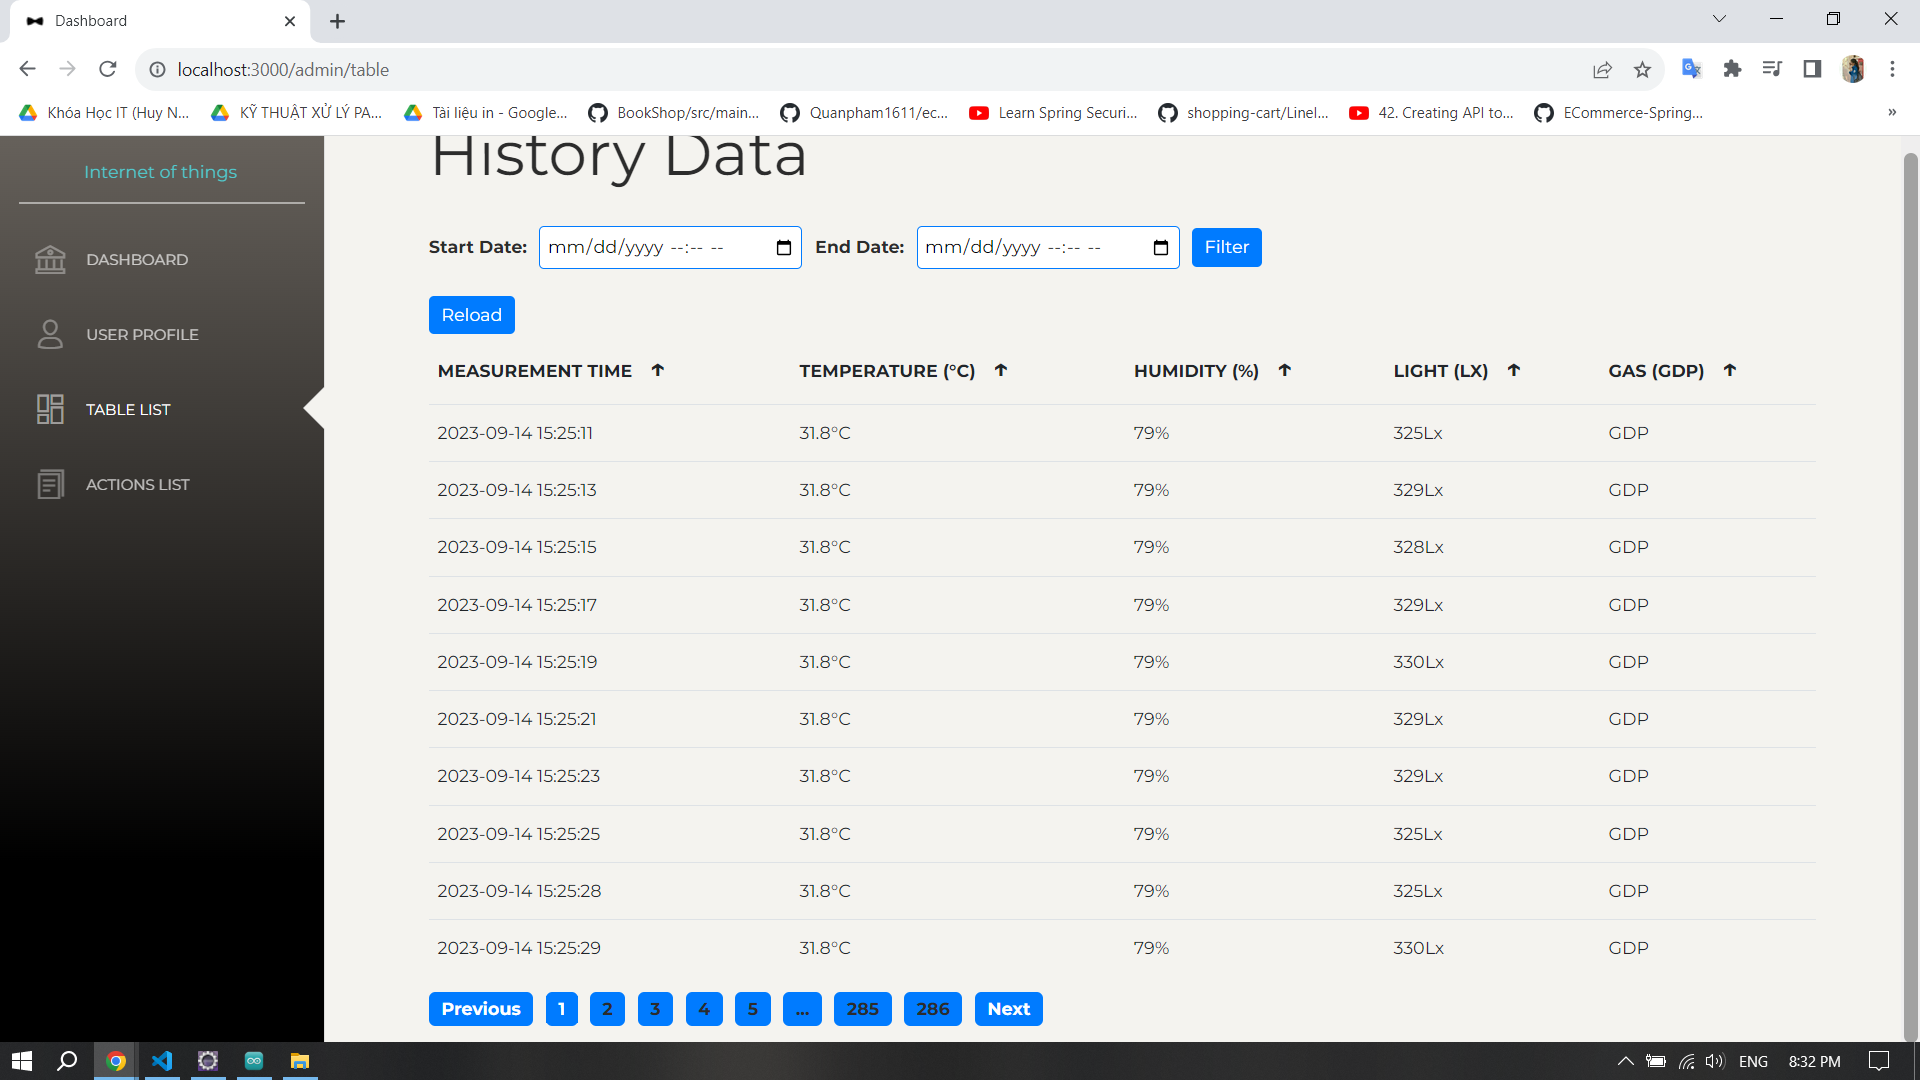 Dashboard
localhost:3000/admin/table
Khóa Học IT (Huy N... KỸ THUẬT XỬ LÝ PA... Tài liệu in - Google... BookShop/src/main... Quanpham1611/ec... Learn Spring Securi... shopping-cart/Linel... 42. Creating API to... ECommerce-Spring... »
Internet of things
DASHBOARD
USER PROFILE
TABLE LIST
ACTIONS LIST
History Data
Start Date: mm/dd/yyyy --:-- -- End Date: mm/dd/yyyy --:-- -- Filter
Reload
MEASUREMENT TIME ↑ TEMPERATURE (°C) ↑ HUMIDITY (%) ↑ LIGHT (LX) ↑ GAS (GDP) ↑
2023-09-14 15:25:11 31.8°C 79% 325Lx GDP
2023-09-14 15:25:13 31.8°C 79% 329Lx GDP
2023-09-14 15:25:15 31.8°C 79% 328Lx GDP
2023-09-14 15:25:17 31.8°C 79% 329Lx GDP
2023-09-14 15:25:19 31.8°C 79% 330Lx GDP
2023-09-14 15:25:21 31.8°C 79% 329Lx GDP
2023-09-14 15:25:23 31.8°C 79% 329Lx GDP
2023-09-14 15:25:25 31.8°C 79% 325Lx GDP
2023-09-14 15:25:28 31.8°C 79% 325Lx GDP
2023-09-14 15:25:29 31.8°C 79% 330Lx GDP
Previous 1 2 3 4 5 ... 285 286 Next
ENG 8:32 PM